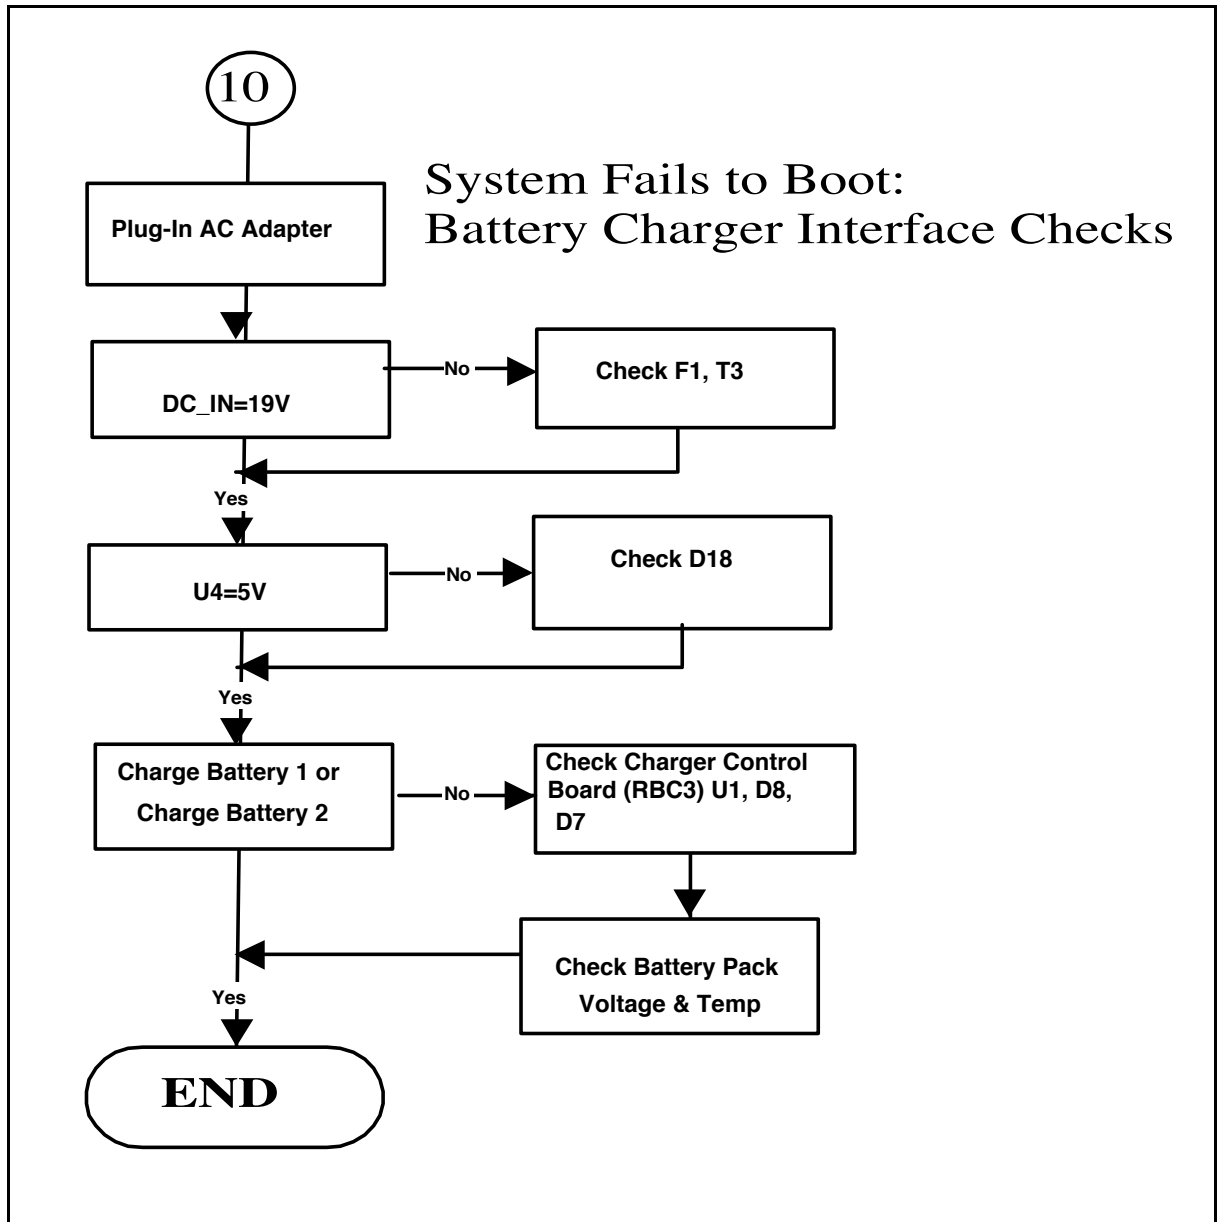 10
System Fails to Boot:
Battery Charger Interface Checks
Plug-In AC Adapter
DC_IN=19V
No
Check F1, T3
Yes
U4=5V
No
Check D18
Yes
Charge Battery 1 or
Charge Battery 2
No
Check Charger Control
Board (RBC3) U1, D8,
D7
Check Battery Pack
Voltage & Temp
Yes
END